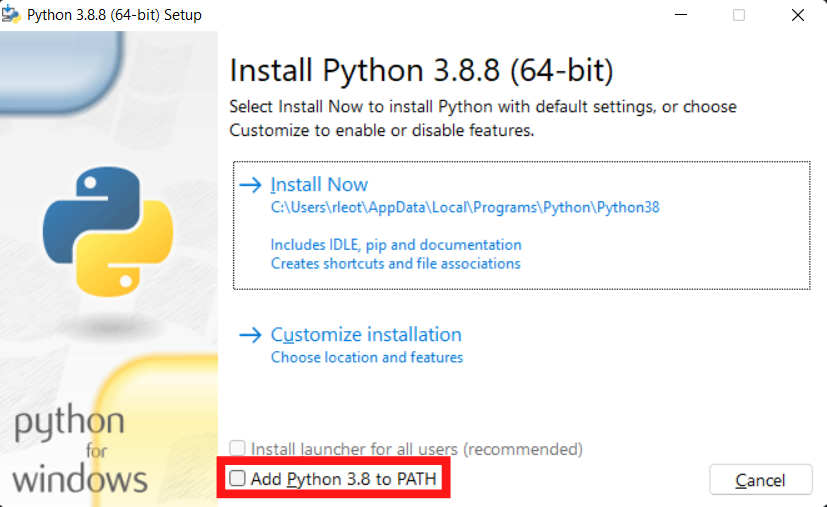 Python 3.8.8 (64-bit) Setup
Install Python 3.8.8 (64-bit)
Select Install Now to install Python with default settings, or choose
Customize to enable or disable features.
Install Now
C:\Users\rleot\AppData\Local\Programs\Python\Python38
Includes IDLE, pip and documentation
Creates shortcuts and file associations
Customize installation
Choose location and features
python
for
windows
Install launcher for all users (recommended)
Add Python 3.8 to PATH
Cancel